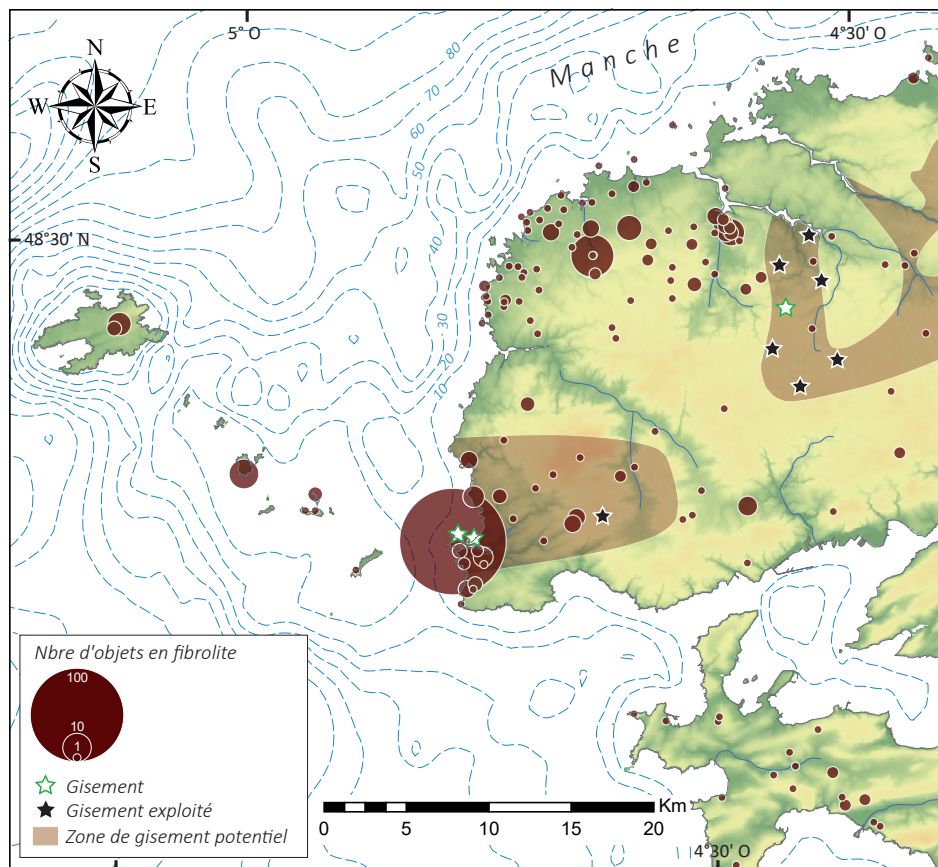 5° O
4°30' O
80
Manche
N
70
W E
60
S
50
48°30' N
40
30
20
10
Nbre d'objets en fibrolite
100
10
1
Gisement
Gisement exploité
Zone de gisement potentiel
Km
0 5 10 20
4°30' O